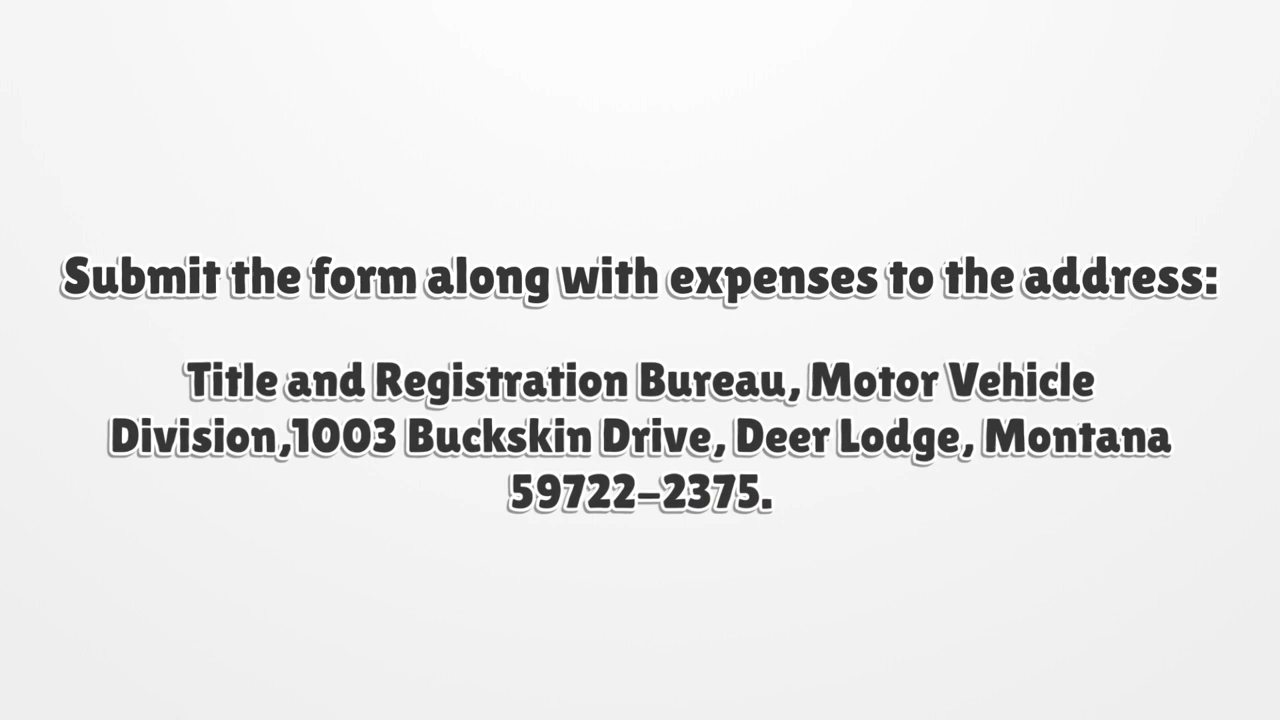 Submit the form along with expenses to the address:
Title and Registration Bureau, Motor Vehicle
Division,1003 Buckskin Drive, Deer Lodge, Montana
59722-2375.